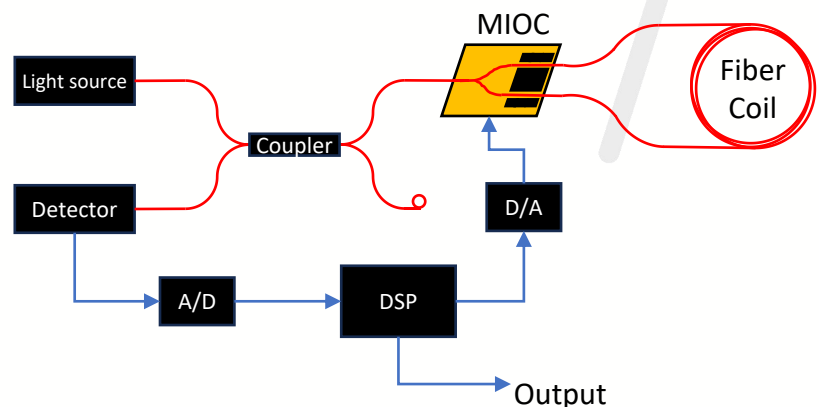 MIOC
Light source
Fiber
Coil
Coupler
Detector
D/A
A/D
DSP
Output